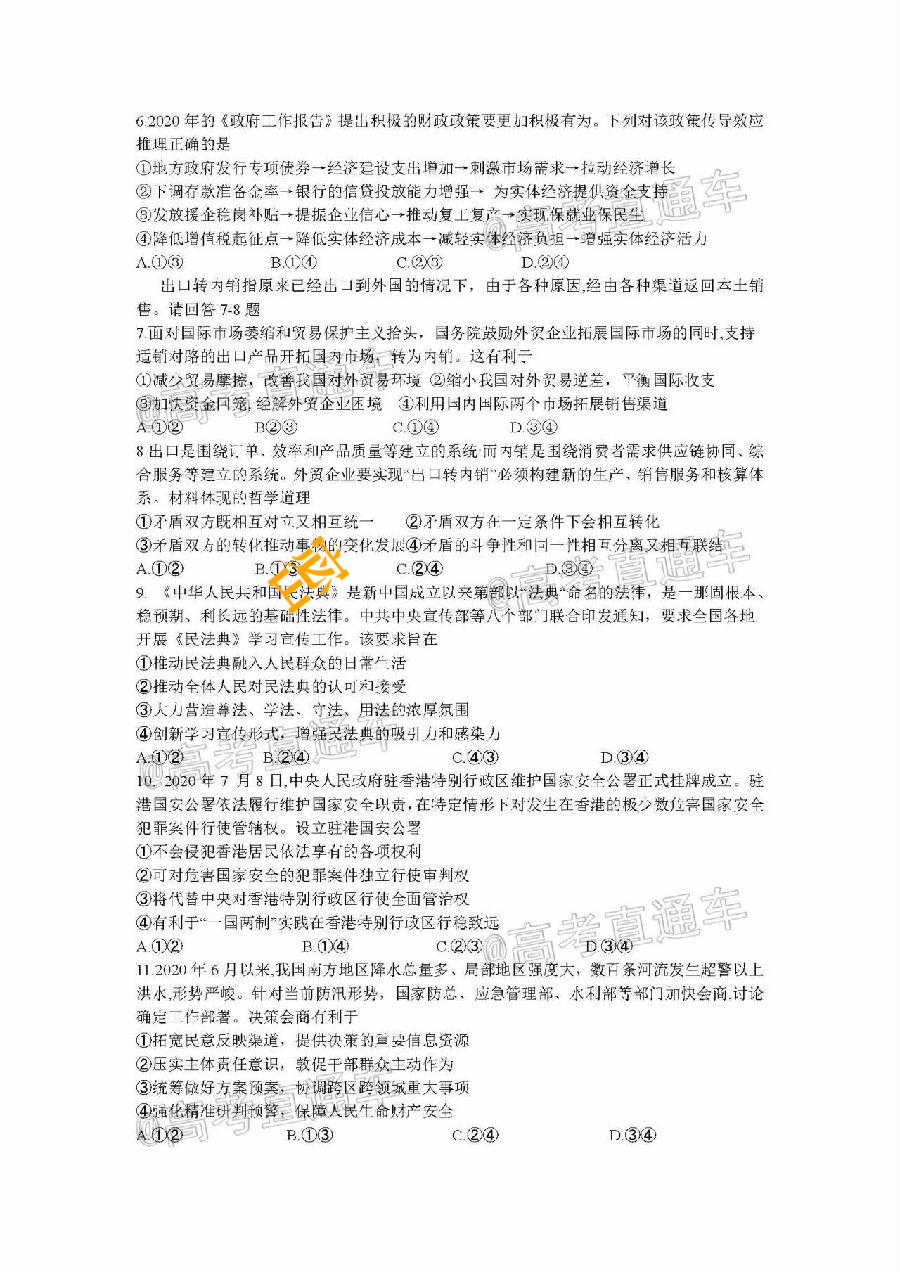 6.2020 年的《政府工作报告》提出积极的财政政策要更加积极有为。下列对该政策传导效应
推理正确的是
①地方政府发行专项债券→经济建设支出增加→刺激市场需求→拉动经济增长
②下调存款准备金率→银行的信贷投放能力增强→ 为实体经济提供资金支持
③发放援企稳岗补贴→提振企业信心→推动复工复产→实现保就业保民生
④降低增值税起征点→降低实体经济成本→减轻实体经济负担→增强实体经济活力
A.①③ B.①④ C.②③ D.②④
出口转内销指原来已经出口到外国的情况下，由于各种原因,经由各种渠道返回本土销
售。请回答 7-8 题
7.面对国际市场萎缩和贸易保护主义抬头，国务院鼓励外贸企业拓展国际市场的同时,支持
适销对路的出口产品开拓国内市场，转为内销。这有利于
①减少贸易摩擦，改善我国对外贸易环境 ②缩小我国对外贸易逆差，平衡国际收支
③加快资金回笼, 经解外贸企业困境 ④利用国内国际两个市场拓展销售渠道
A.①② B②③ C.①④ D.③④
8 出口是围绕订单、效率和产品质量等建立的系统·而内销是围绕消费者需求供应链协同、综
合服务等建立的系统。外贸企业要实现“出口转内销”必须构建新的生产、销售服务和核算体
系。材料体现的哲学道理
①矛盾双方既相互对立又相互统一 ②矛盾双方在一定条件下会相互转化
③矛盾双方的转化推动事物的变化发展④矛盾的斗争性和同一性相互分离又相互联结
A.①② B.①③ C.②④ D.③④
9. 《中华人民共和国民法典》是新中国成立以来第部以“法典“命名的法律，是一那固根本、
稳预期、利长远的基础性法律。中共中央宣传部等八个部门联合印发通知，要求全国各地
开展《民法典》学习宣传工作。该要求旨在
①推动民法典融入人民群众的日常生活
②推动全体人民对民法典的认可和接受
③大力营造尊法、学法、守法、用法的浓厚氛围
④创新学习宣传形式，增强民法典的吸引力和感染力
A.①② B.②④ C.④③ D.③④
10. 2020 年 7 月 8 日,中央人民政府驻香港特别行政区维护国家安全公署正式挂牌成立。驻
港国安公署依法履行维护国家安全职责,在特定情形下对发生在香港的极少数危害国家安全
犯罪案件行使管辖权。设立驻港国安公署
①不会侵犯香港居民依法享有的各项权利
②可对危害国家安全的犯罪案件独立行使审判权
③将代替中央对香港特别行政区行使全面管治权
④有利于“一国两制”实践在香港特别行政区行稳致远
A.①② B.①④ C.②③ D.③④
11.2020 年 6 月以来,我国南方地区降水总量多、局部地区强度大，数百条河流发生超警以上
洪水,形势严峻。针对当前防汛形势，国家防总、应急管理部、水利部等部门加快会商,讨论
确定工作部署。决策会商有利于
①拓宽民意反映渠道，提供决策的重要信息资源
②压实主体责任意识，敦促干部群众主动作为
③统筹做好方案预案，协调跨区跨领域重大事项
④强化精准研判预警，保障人民生命财产安全
A.①② B.①③ C.②④ D.③④
密
@高考直通车
@高考直通车
@高考直通车
@高考直通车
@高考直通车
@高考直通车